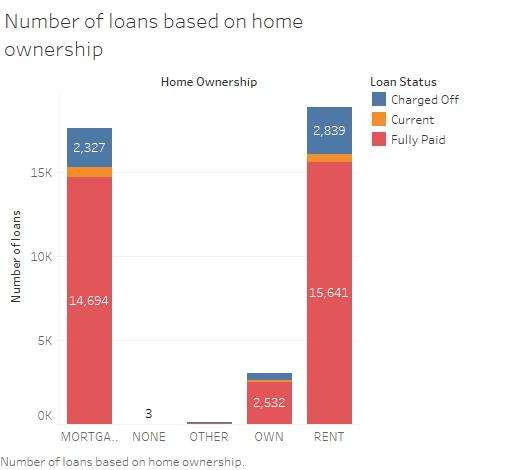 Number of loans based on home
ownership
Home Ownership
Loan Status
Charged Off
Current
Fully Paid
Number of loans
15K
10K
5K
0K
2,327
14,694
3
2,532
2,839
15,641
MORTGA..
NONE
OTHER
OWN
RENT
Number of loans based on home ownership.